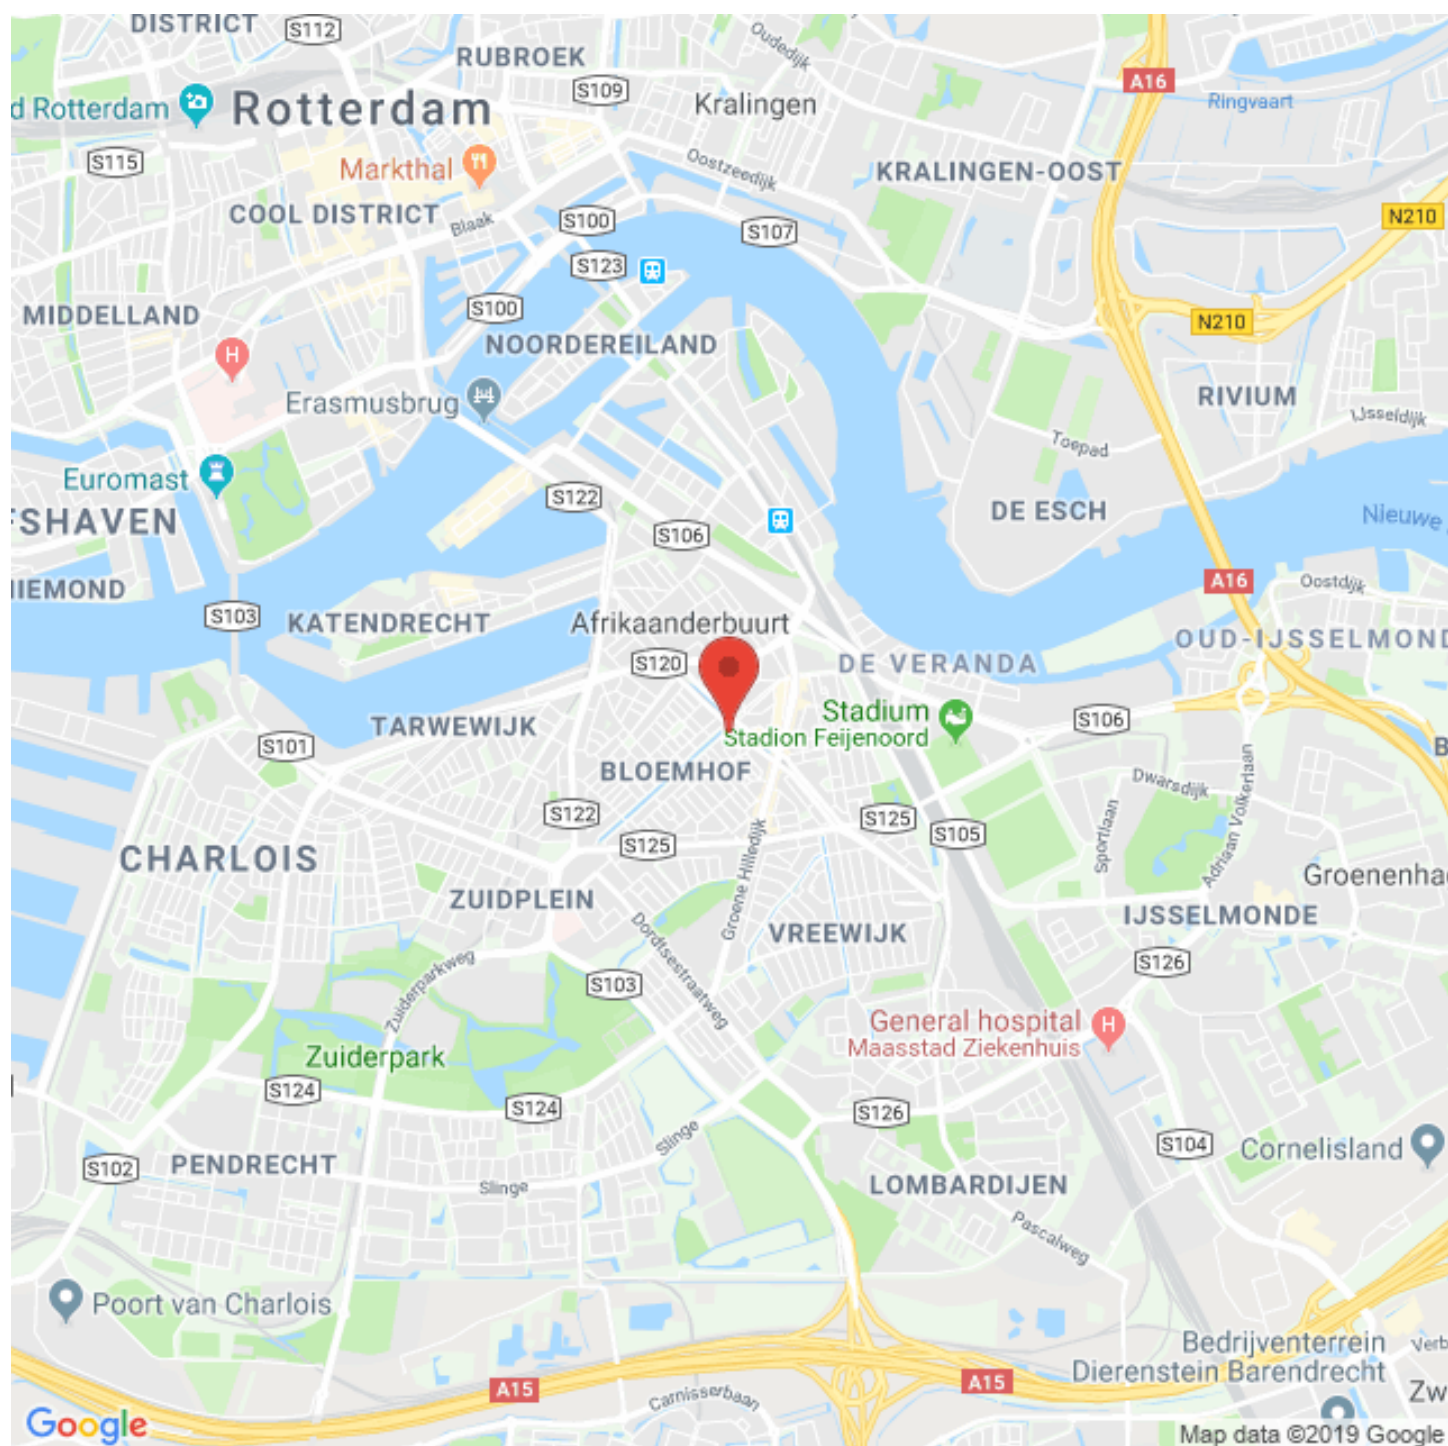 DISTRICT
S112
RUBROEK
Oudedijk
A16
S109
Kralingen
Ringvaart
d Rotterdam
Rotterdam
S115
Markthal
Oostzeedijk
KRALINGEN-OOST
COOL DISTRICT
Blaak
S100
S107
N210
S123
S100
MIDDELLAND
NOORDEREILAND
N210
H
Erasmusbrug
RIVIUM
IJsseldijk
Toepad
Euromast
S122
DE ESCH
Nieuwe
FSHAVEN
S106
A16
Oostdijk
HIEMOND
S103
KATENDRECHT
Afrikaanderbuurt
OUD-IJSSELMOND
S120
DE VERANDA
Stadium
Stadion Feijenoord
S106
TARWEWIJK
S101
B
BLOEMHOF
Dwarsdijk
Adriaan Volkerlaan
S122
S125
S105
Sportlaan
S125
Groene Hilledijk
CHARLOIS
Groenenha
ZUIDPLEIN
IJSSELMONDE
Dordtsestraatweg
VREEWIJK
Zuiderparkweg
S126
S103
General hospital
Maasstad Ziekenhuis
H
Zuiderpark
S124
S124
S126
Slinge
S104
Cornelisland
S102
PENDRECHT
Slinge
LOMBARDIJEN
Pascalweg
Poort van Charlois
Bedrijventerrein
Dierenstein Barendrecht
Verb
A15
A15
Carnisserbaan
Zw
Google
Map data ©2019 Google